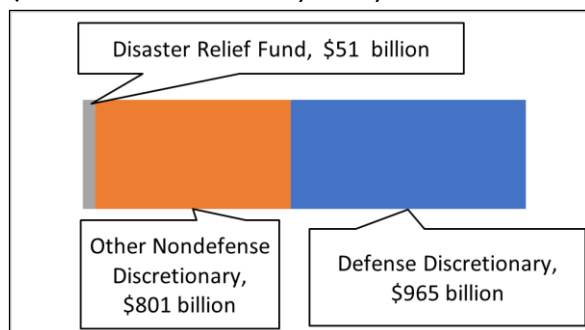 Disaster Relief Fund, $51 billion
Other Nondefense
Discretionary,
$801 billion
Defense Discretionary,
$965 billion